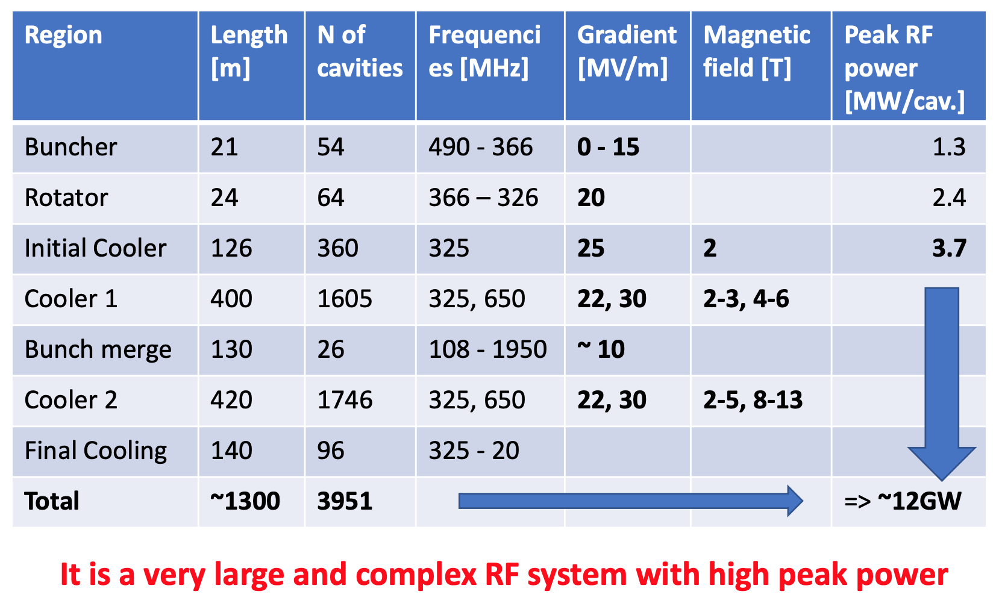 Region Length [m] N of cavities Frequenci es [MHz] Gradient [MV/m] Magnetic field [T] Peak RF power [MW/cav.]
Buncher 21 54 490 - 366 0 - 15 1.3
Rotator 24 64 366 – 326 20 2.4
Initial Cooler 126 360 325 25 2 3.7
Cooler 1 400 1605 325, 650 22, 30 2-3, 4-6
Bunch merge 130 26 108 - 1950 ~ 10
Cooler 2 420 1746 325, 650 22, 30 2-5, 8-13
Final Cooling 140 96 325 - 20
Total ~1300 3951 => ~12GW
It is a very large and complex RF system with high peak power